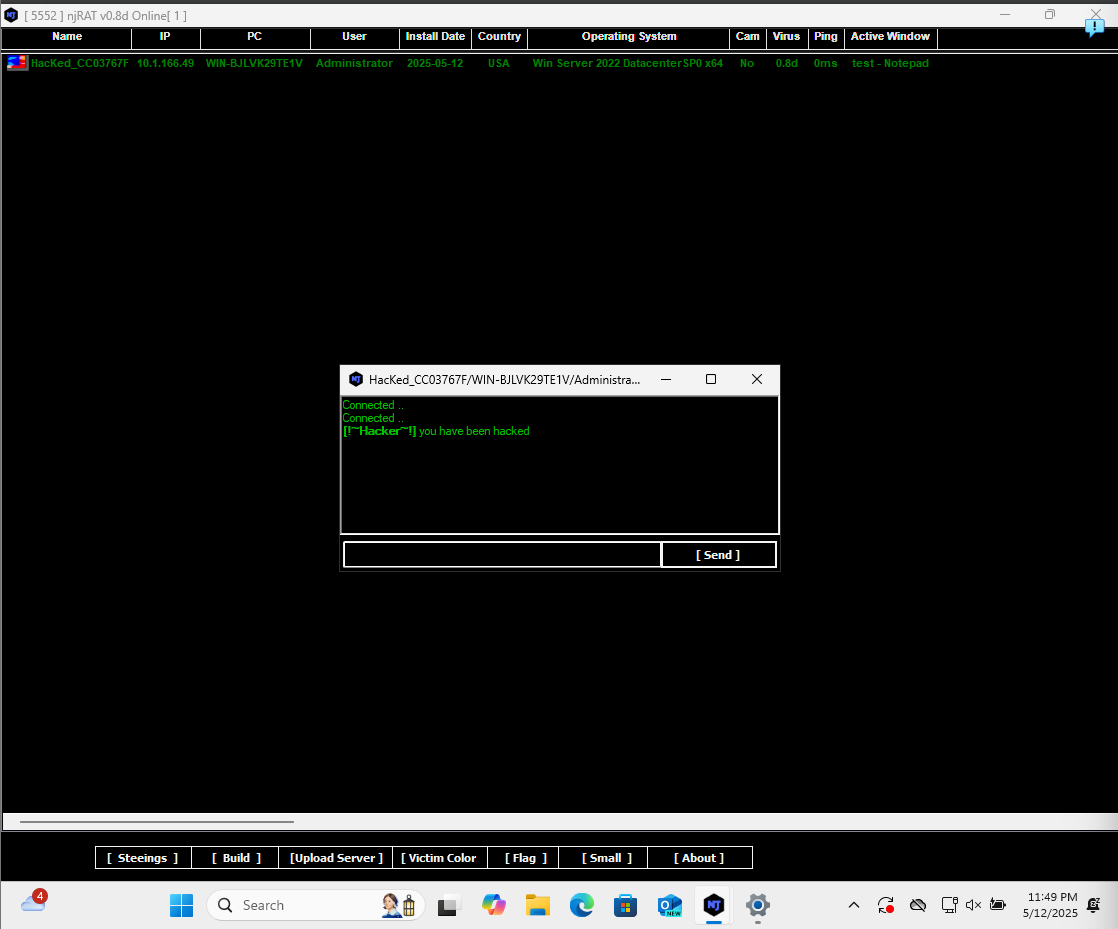 [ 5552 ] njRAT v0.8d Online[ 1 ]
Name IP PC User Install Date Country Operating System Cam Virus Ping Active Window
HacKed_CC03767F 10.1.166.49 WIN-BJLVK29TE1V Administrator 2025-05-12 USA Win Server 2022 DatacenterSP0 x64 No 0.8d 0ms test - Notepad
HacKed_CC03767F/WIN-BJLVK29TE1V/Administra...
Connected ..
Connected ..
[!~Hacker~!] you have been hacked
[ Send ]
[ Steeings ] [ Build ] [Upload Server ] [ Victim Color [ Flag ] [ Small ] [ About ]
4 Search NEW NJ 11:49 PM
5/12/2025